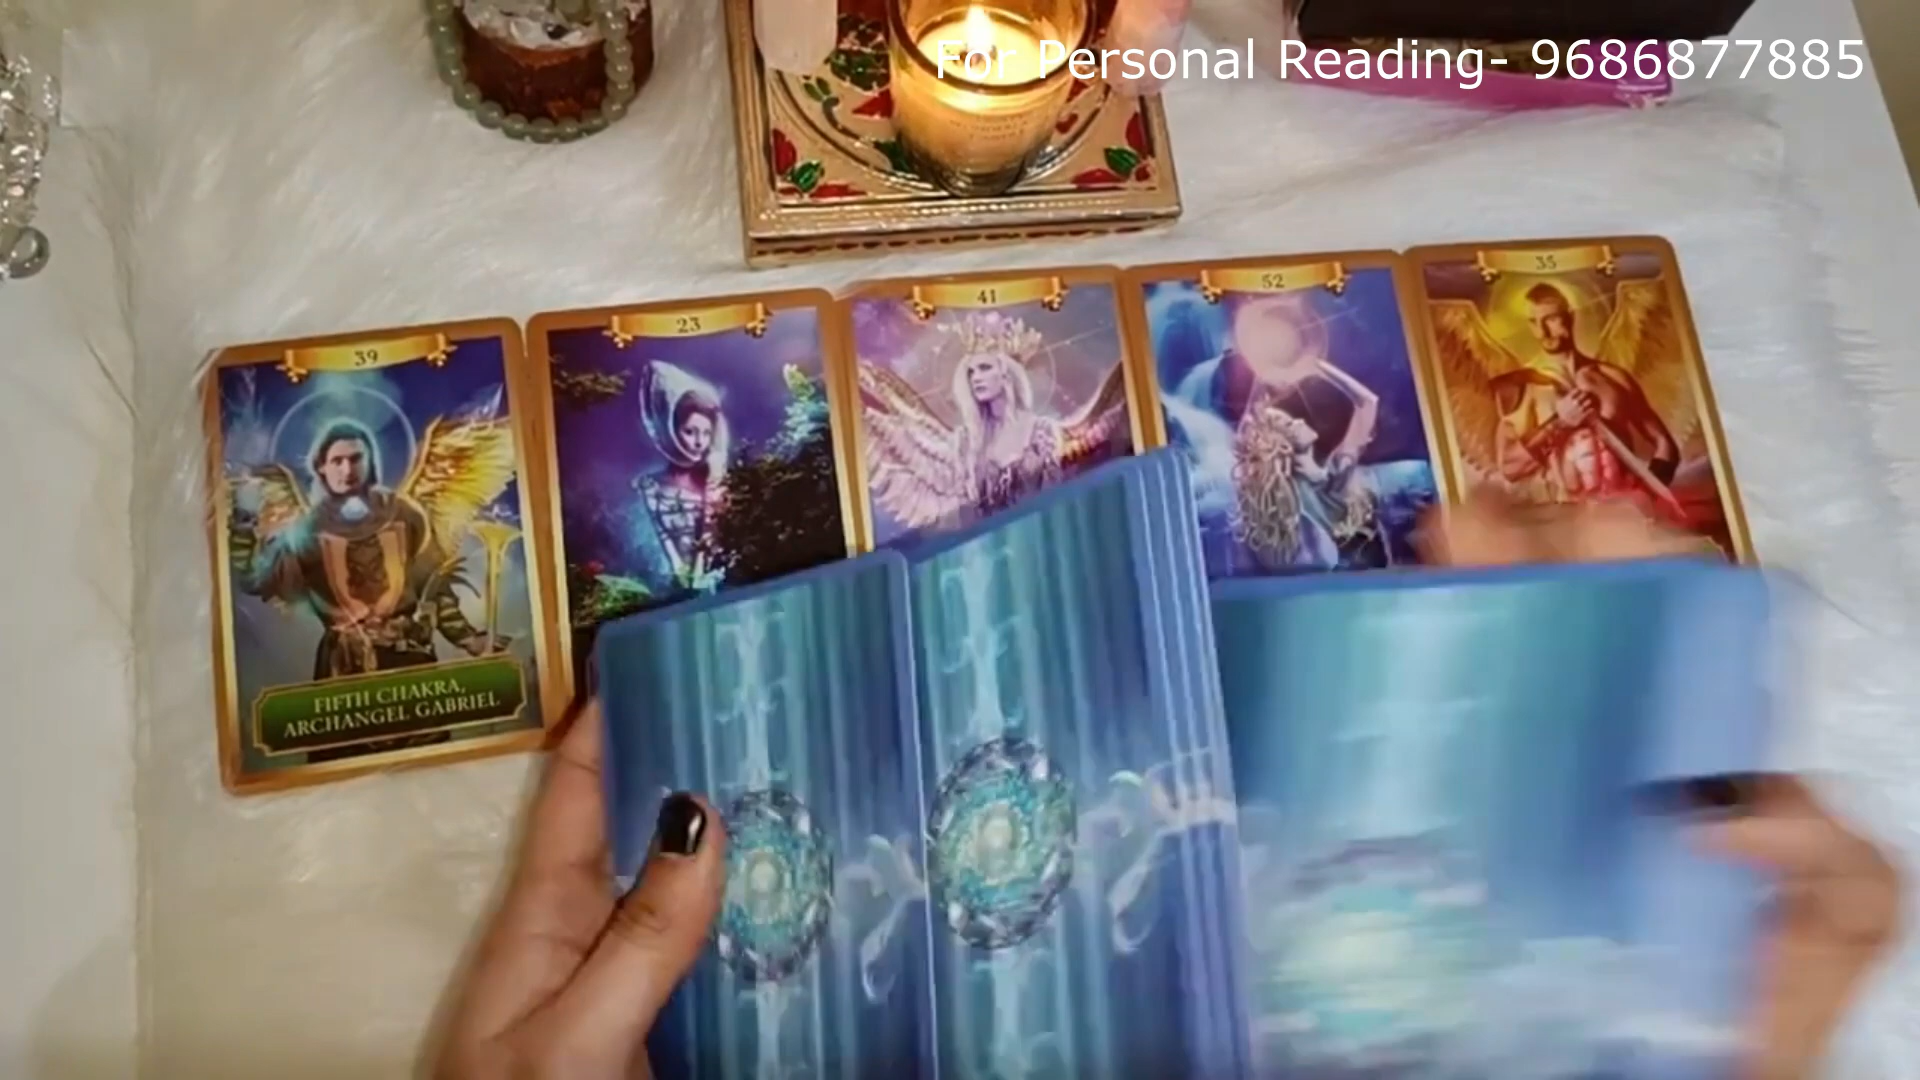 For Personal Reading- 9686877885
39
23
41
52
35
FIFTH CHAKRA,
ARCHANGEL GABRIEL